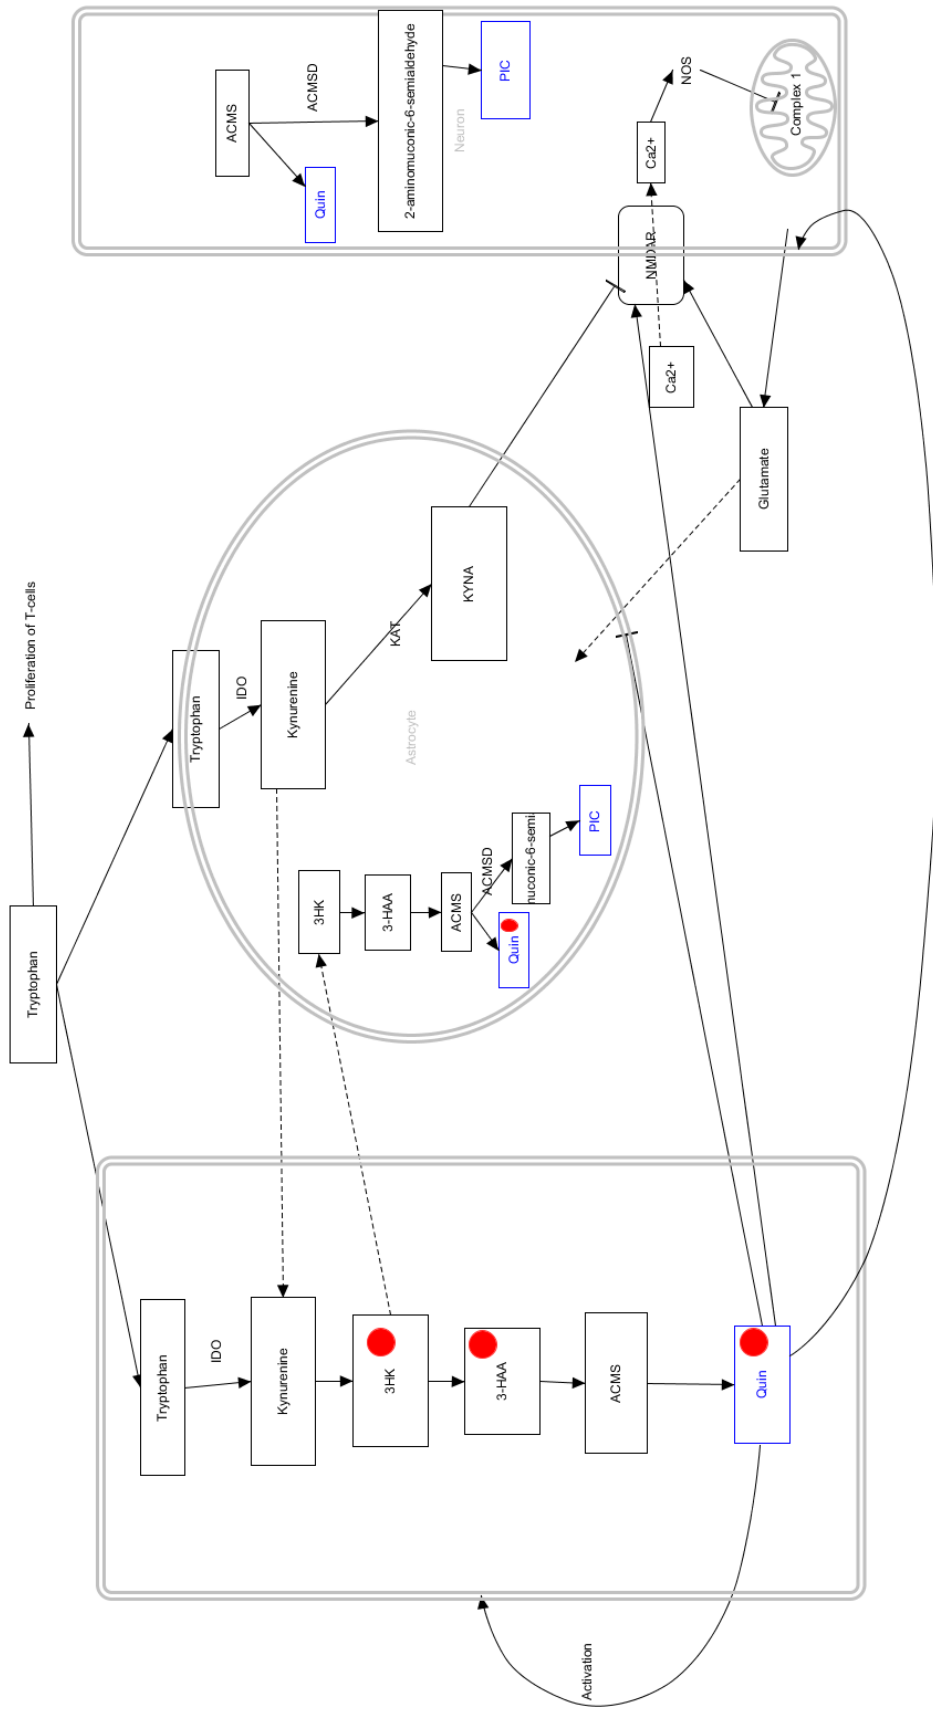 Tryptophan
Proliferation of T-cells
Tryptophan
IDO
Kynurenine
3HK
3-HAA
ACMS
Quin
Activation
Tryptophan
IDO
Kynurenine
KAT
KYNA
Astrocyte
3HK
3-HAA
ACMS
ACMSD
Quin
nuconic-6-semi
PIC
ACMS
ACMSD
Quin
2-aminomuconic-6-semialdehyde
PIC
Neuron
NMDAR
Ca2+
Ca2+
NOS
Complex 1
Glutamate